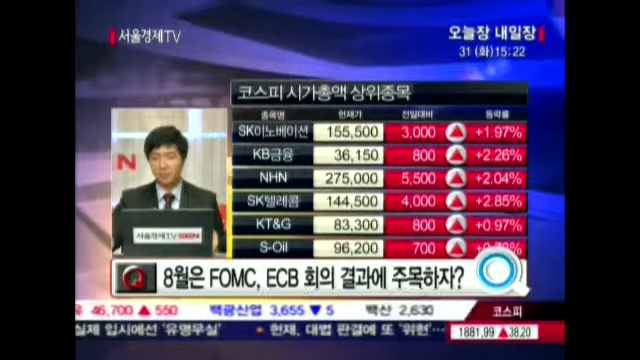 서울경제TV
오늘장 내일장
31 (화) 15:22
코스피 시가총액 상위종목
종목명 현재가 전일대비 등락률
SK이노베이션 155,500 3,000 ▲ +1.97%
KB금융 36,150 800 ▲ +2.26%
NHN 275,000 5,500 ▲ +2.04%
SK텔레콤 144,500 4,000 ▲ +2.85%
KT&G 83,300 800 ▲ +0.97%
S-Oil 96,200 700
N
서울경제TV
8월은 FOMC, ECB 회의 결과에 주목하자?
46,700 ▲ 550 백광산업 3,655 ▼ 5 백산 2,630 코스피
실제 입시에선 '유명무실' • 헌재, 대법 판결에 또 '위헌… 1881.99 ▲38.20